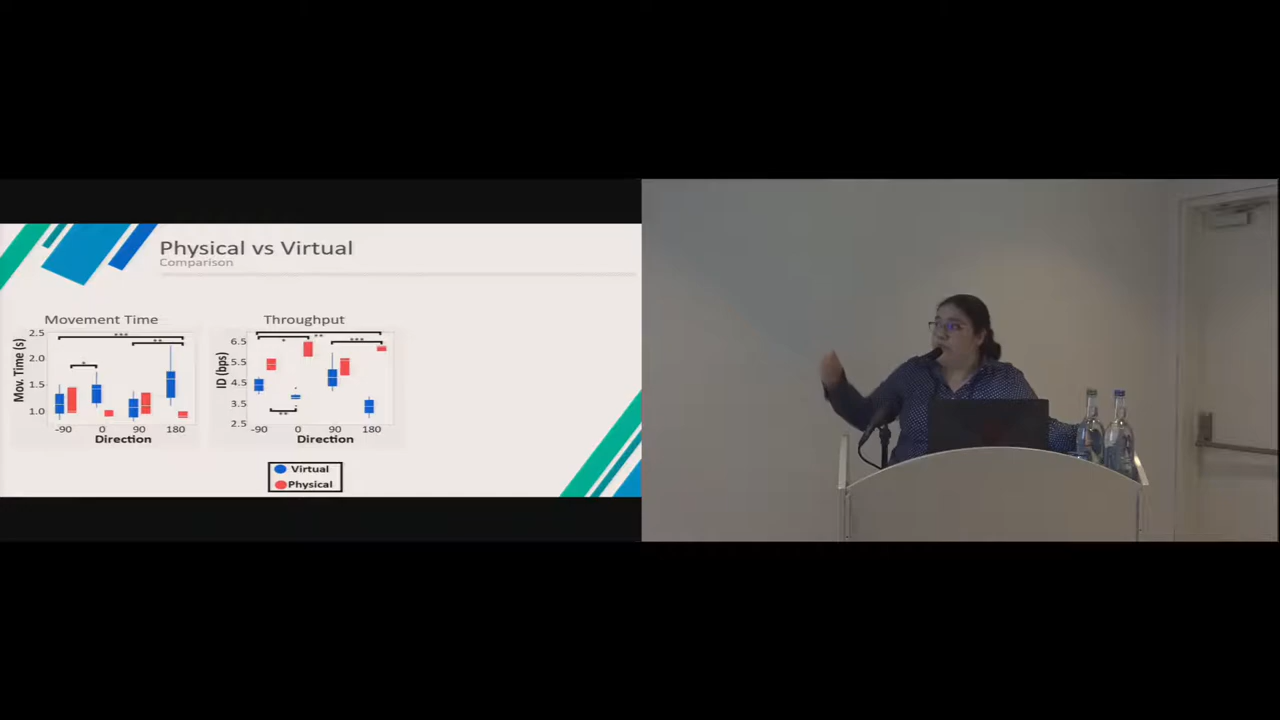 Physical vs Virtual
Comparison
Movement Time
Throughput
Mov. Time (s)
2.5
2.0
1.5
1.0
***
**
*
-90 0 90 180
Direction
ID (bps)
6.5
5.5
4.5
3.5
2.5
**
*
***
**
-90 0 90 180
Direction
Virtual
Physical